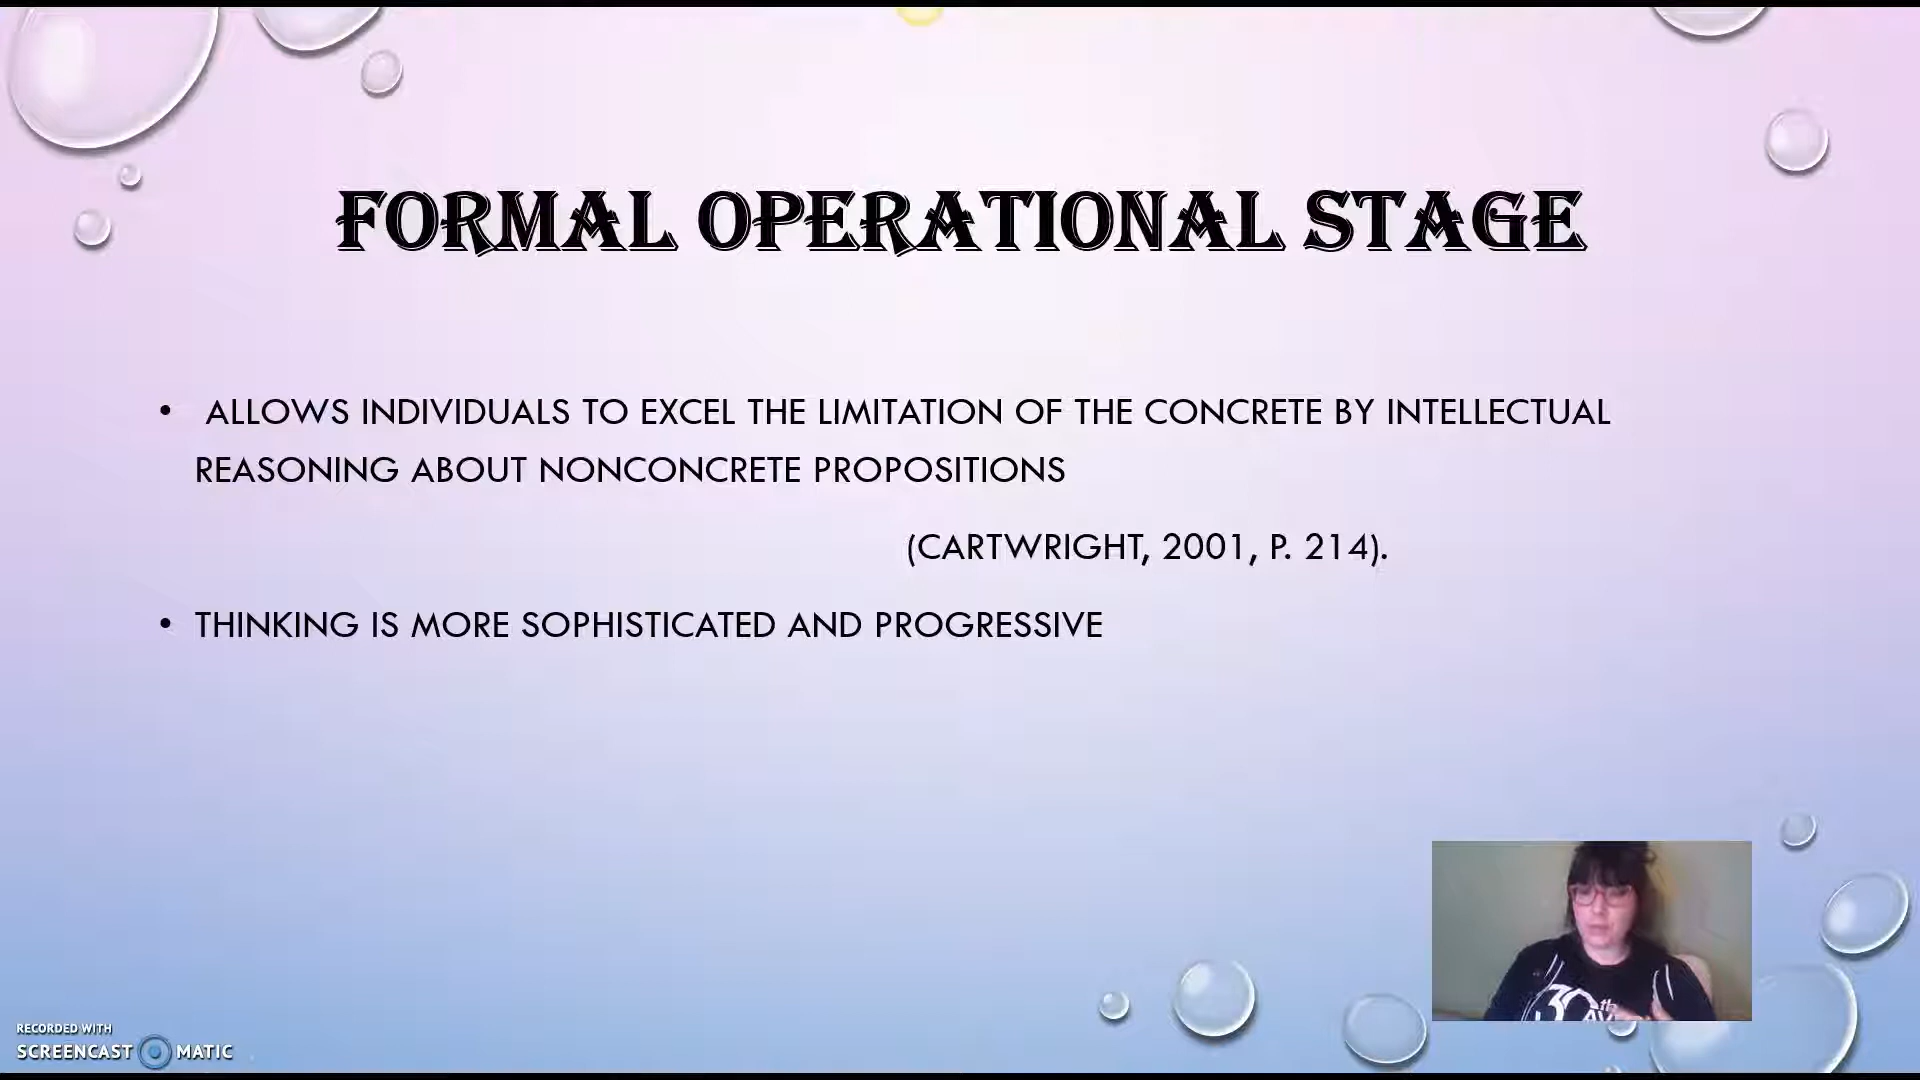 FORMAL OPERATIONAL STAGE
• ALLOWS INDIVIDUALS TO EXCEL THE LIMITATION OF THE CONCRETE BY INTELLECTUAL
REASONING ABOUT NONCONCRETE PROPOSITIONS
(CARTWRIGHT, 2001, P. 214).
• THINKING IS MORE SOPHISTICATED AND PROGRESSIVE
30th
RECORDED WITH
SCREENCAST MATIC